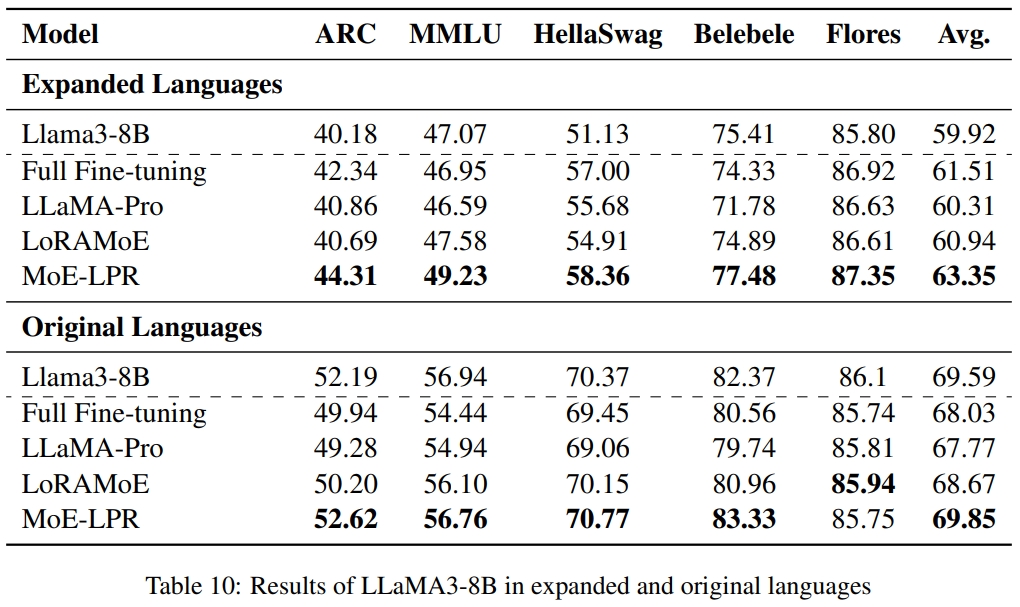 Model ARC MMLU HellaSwag Belebele Flores Avg.
Expanded Languages
Llama3-8B 40.18 47.07 51.13 75.41 85.80 59.92
Full Fine-tuning 42.34 46.95 57.00 74.33 86.92 61.51
LLaMA-Pro 40.86 46.59 55.68 71.78 86.63 60.31
LoRAMoE 40.69 47.58 54.91 74.89 86.61 60.94
MoE-LPR 44.31 49.23 58.36 77.48 87.35 63.35
Original Languages
Llama3-8B 52.19 56.94 70.37 82.37 86.1 69.59
Full Fine-tuning 49.94 54.44 69.45 80.56 85.74 68.03
LLaMA-Pro 49.28 54.94 69.06 79.74 85.81 67.77
LoRAMoE 50.20 56.10 70.15 80.96 85.94 68.67
MoE-LPR 52.62 56.76 70.77 83.33 85.75 69.85
Table 10: Results of LLaMA3-8B in expanded and original languages